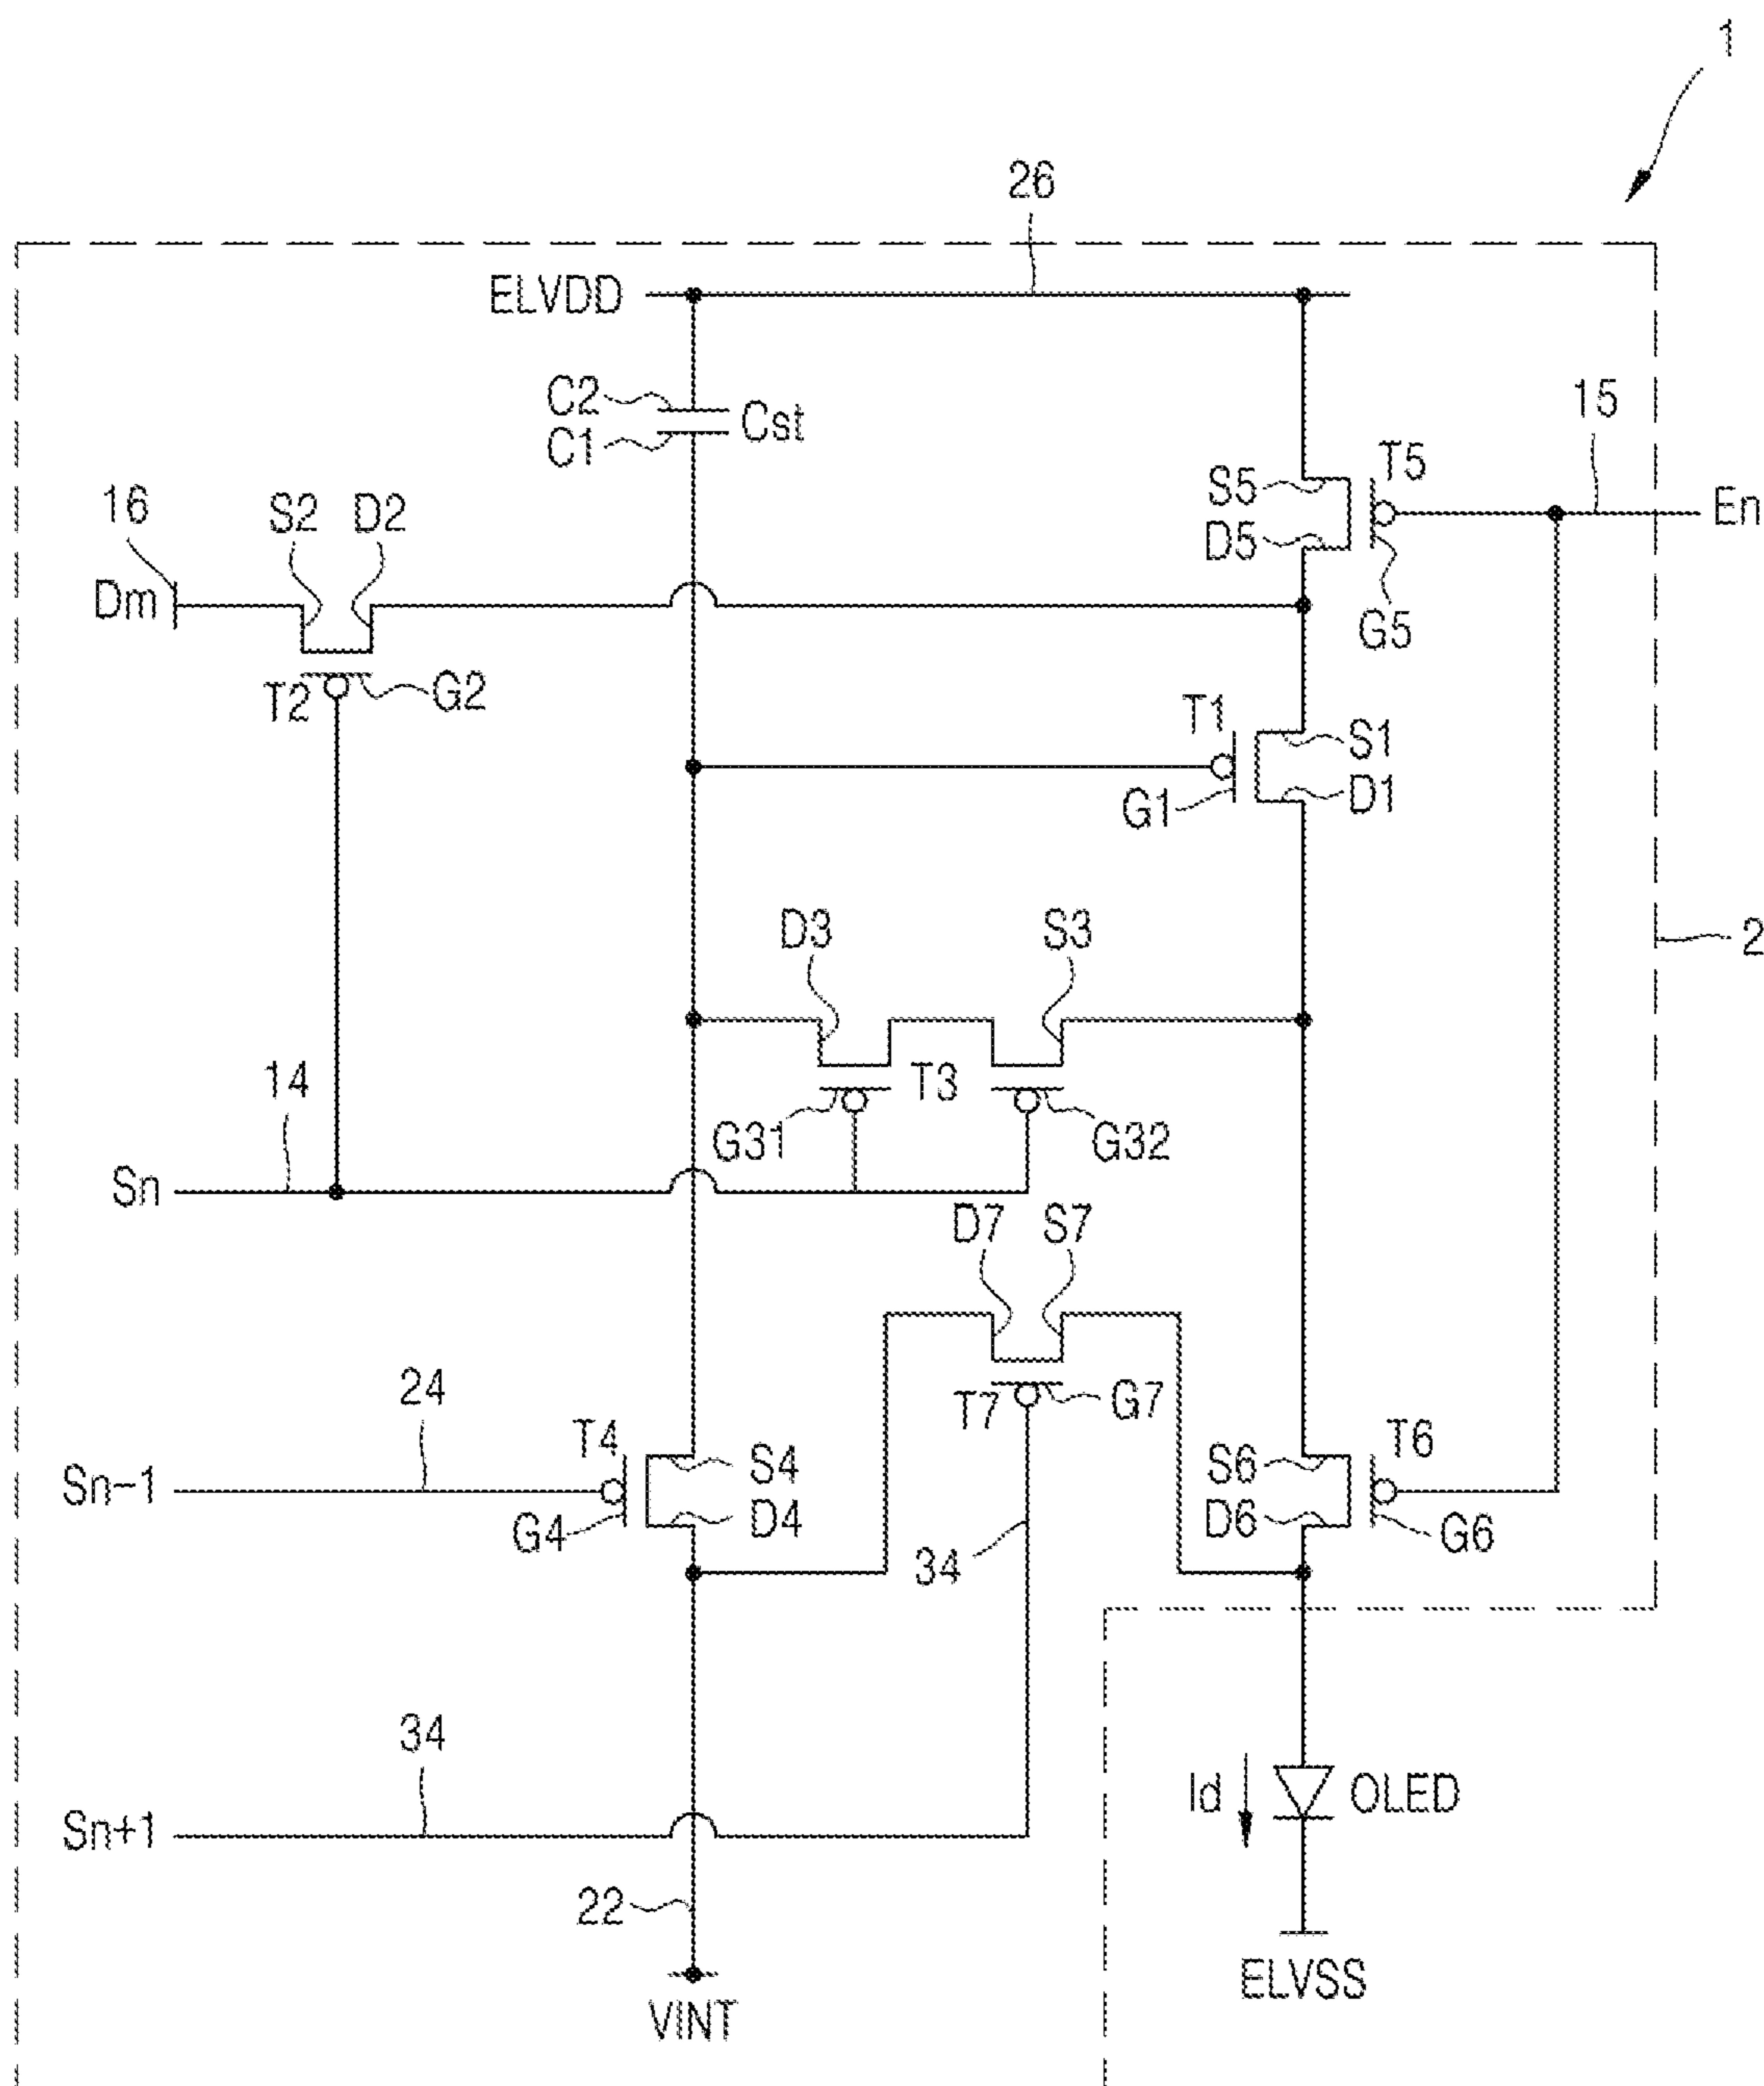 1
26
ELVDD
C2
C1
Cst
15
T5
S5
D5
En
16
S2
D2
Dm
G5
T2
G2
T1
S1
D1
G1
2
D3
S3
14
T3
G31
G32
Sn
D7
S7
24
T7
G7
T4
S4
T6
S6
Sn-1
G4
D4
34
D6
G6
34
Id
OLED
Sn+1
22
ELVSS
VINT